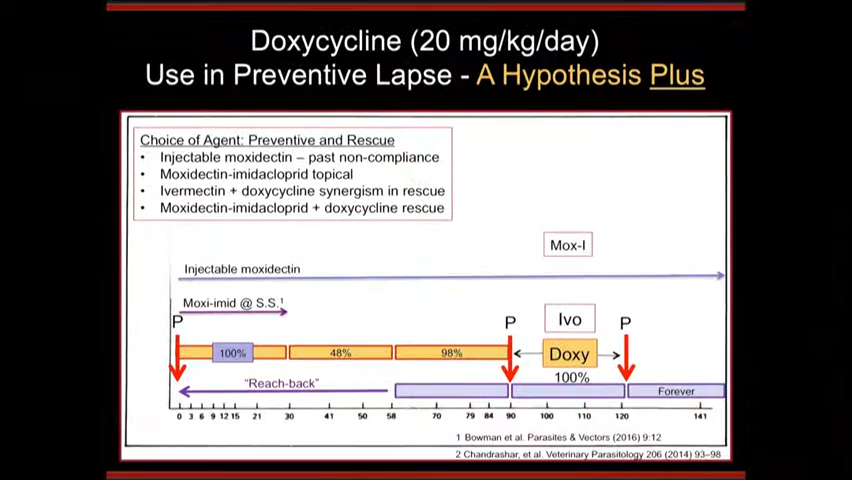 Doxycycline (20 mg/kg/day)
Use in Preventive Lapse - A Hypothesis Plus
Choice of Agent: Preventive and Rescue
• Injectable moxidectin – past non-compliance
• Moxidectin-imidacloprid topical
• Ivermectin + doxycycline synergism in rescue
• Moxidectin-imidacloprid + doxycycline rescue
Mox-I
Injectable moxidectin
Moxi-imid @ S.S.¹
P P Ivo P
100% 48% 98% Doxy
100%
"Reach-back" Forever
0 3 6 9 12 15 21 30 41 50 58 70 79 84 90 100 110 120 141
1 Bowman et al. Parasites & Vectors (2016) 9:12
2 Chandrashar, et al. Veterinary Parasitology 206 (2014) 93–98